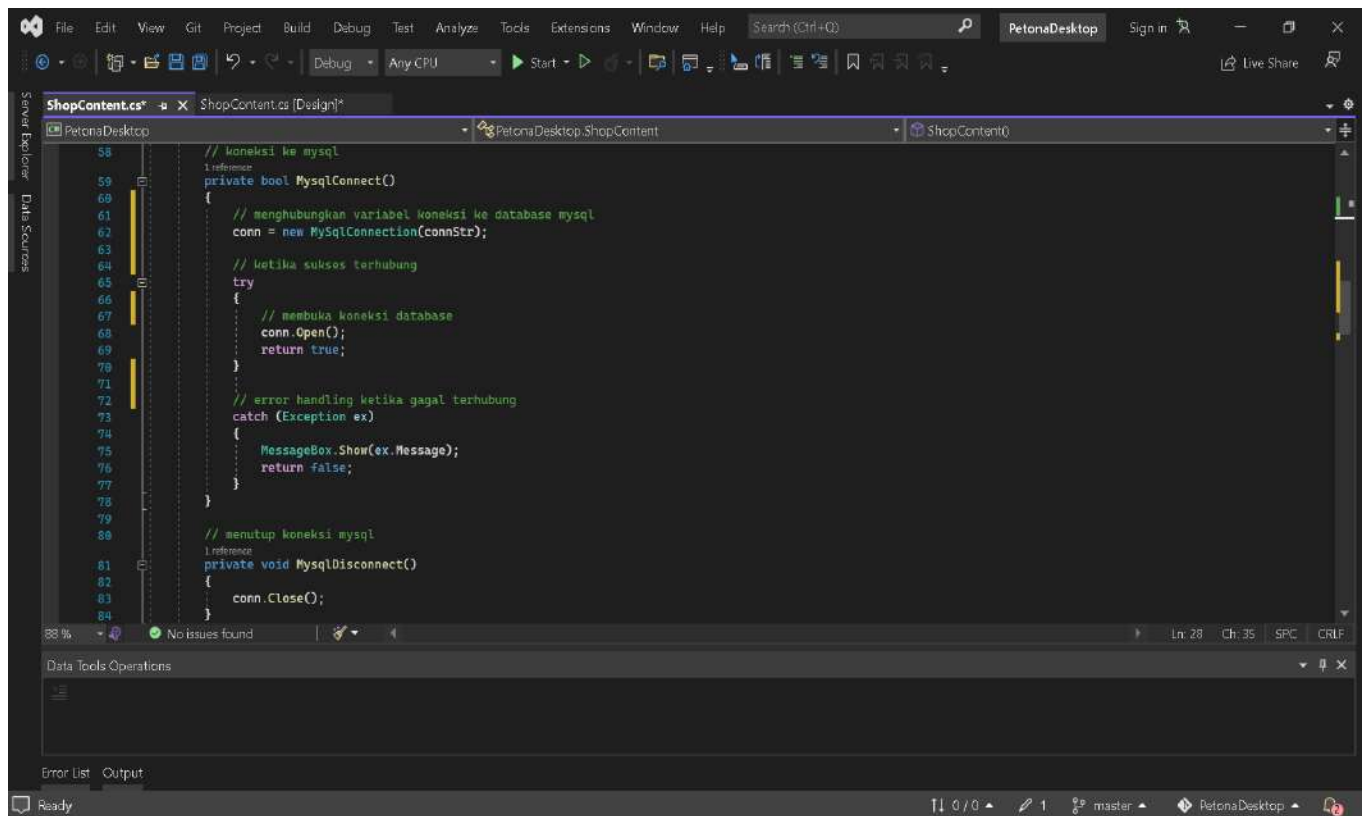 File Edit View Git Project Build Debug Test Analyze Tools Extensions Window Help Search (Ctrl+Q) PetonaDesktop Sign in
Debug Any CPU Start Live Share
Server Explorer
Data Sources
ShopContent.cs* ShopContent.cs [Design]*
PetonaDesktop PetonaDesktop.ShopContent ShopContent()
58 // koneksi ke mysql
1 reference
59 private bool MysqlConnect()
60 {
61 // menghubungkan variabel koneksi ke database mysql
62 conn = new MySqlConnection(connStr);
63
64 // ketika sukses terhubung
65 try
66 {
67 // membuka koneksi database
68 conn.Open();
69 return true;
70 }
71
72 // error handling ketika gagal terhubung
73 catch (Exception ex)
74 {
75 MessageBox.Show(ex.Message);
76 return false;
77 }
78 }
79
80 // menutup koneksi mysql
1 reference
81 private void MysqlDisconnect()
82 {
83 conn.Close();
84 }
88 % No issues found Ln: 28 Ch: 35 SPC CRLF
Data Tools Operations
Error List Output
Ready 0 / 0 1 master PetonaDesktop 2